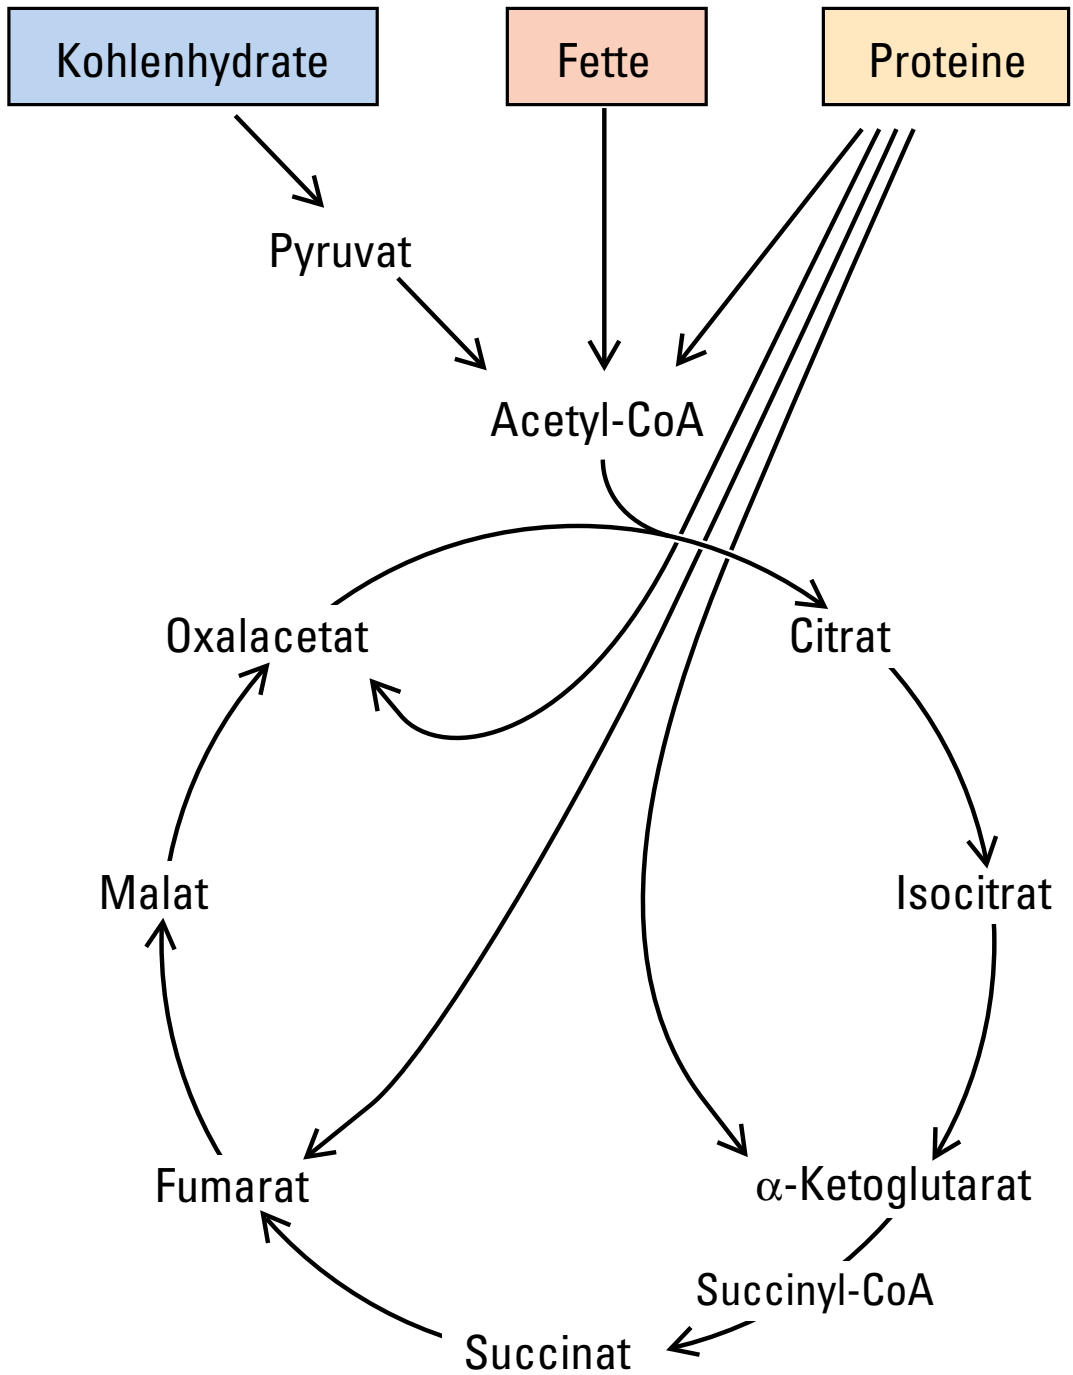 Kohlenhydrate
Fette
Proteine
Pyruvat
Acetyl-CoA
Oxalacetat
Citrat
Malat
Isocitrat
Fumarat
α-Ketoglutarat
Succinyl-CoA
Succinat